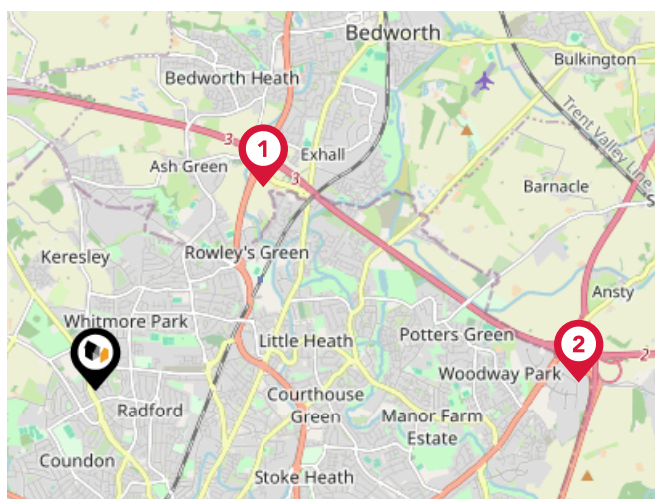 Bedworth
Bulkington
Bedworth Heath
Trent Valley Line
3
1
Exhall
Ash Green
3
Barnacle
Rowley's Green
Keresley
Ansty
Whitmore Park
Little Heath
Potters Green
2
2
Woodway Park
Courthouse
Green
Radford
Manor Farm
Estate
Coundon
Stoke Heath